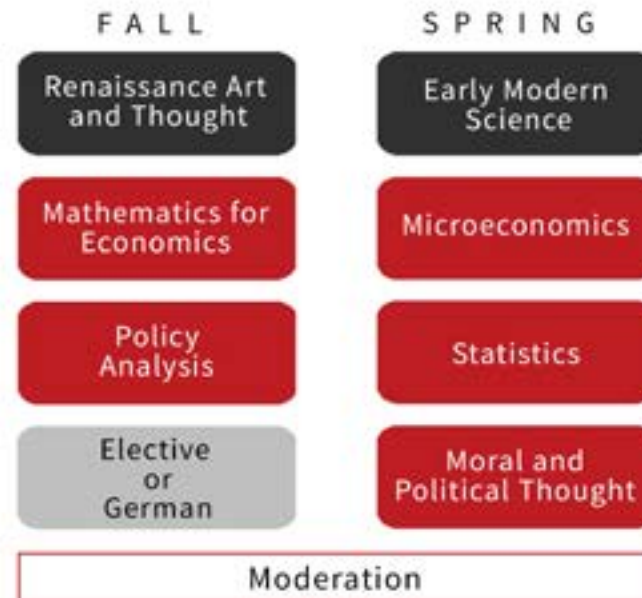 FALL
Renaissance Art
and Thought
Mathematics for
Economics
Policy
Analysis
Elective
or
German
SPRING
Early Modern
Science
Microeconomics
Statistics
Moral and
Political Thought
Moderation